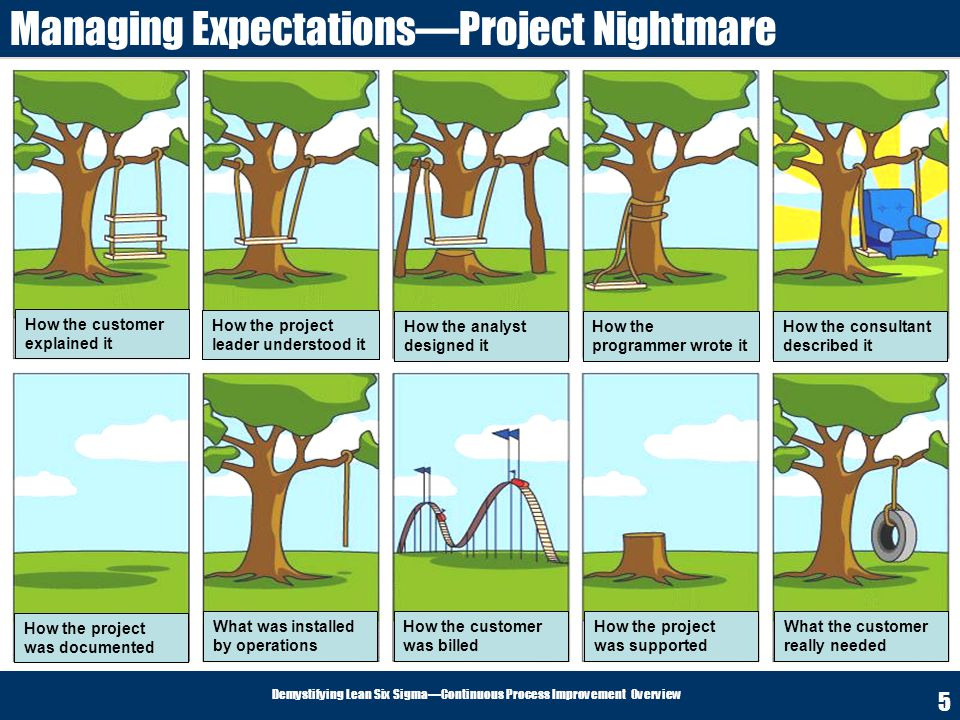 Managing Expectations—Project Nightmare
How the customer
explained it
How the project
leader understood it
How the analyst
designed it
How the
programmer wrote it
How the consultant
described it
How the project
was documented
What was installed
by operations
How the customer
was billed
How the project
was supported
What the customer
really needed
Demystifying Lean Six Sigma—Continuous Process Improvement Overview
5